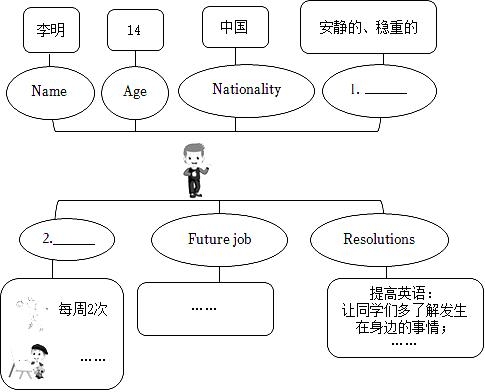 李明
14
中国
安静的、稳重的
Name
Age
Nationality
1. ______
2.______
Future job
Resolutions
每周2次
……
……
提高英语：
让同学们多了解发生
在身边的事情；
……